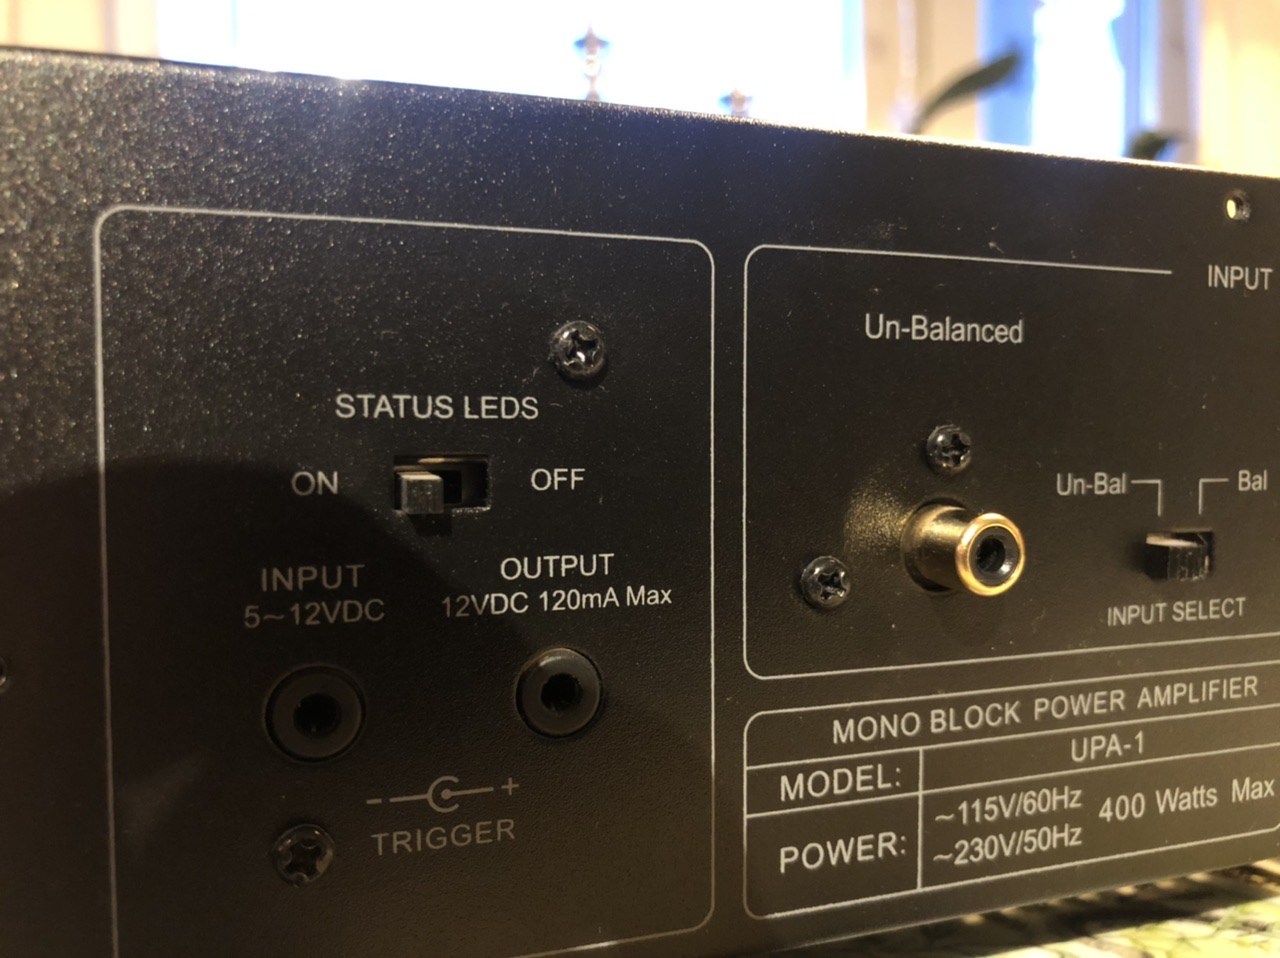 STATUS LEDS
ON OFF
INPUT
5~12VDC
OUTPUT
12VDC 120mA Max
- +
TRIGGER
INPUT
Un-Balanced
Un-Bal Bal
INPUT SELECT
MONO BLOCK POWER AMPLIFIER
MODEL: UPA-1
POWER: ~115V/60Hz 400 Watts Max
~230V/50Hz